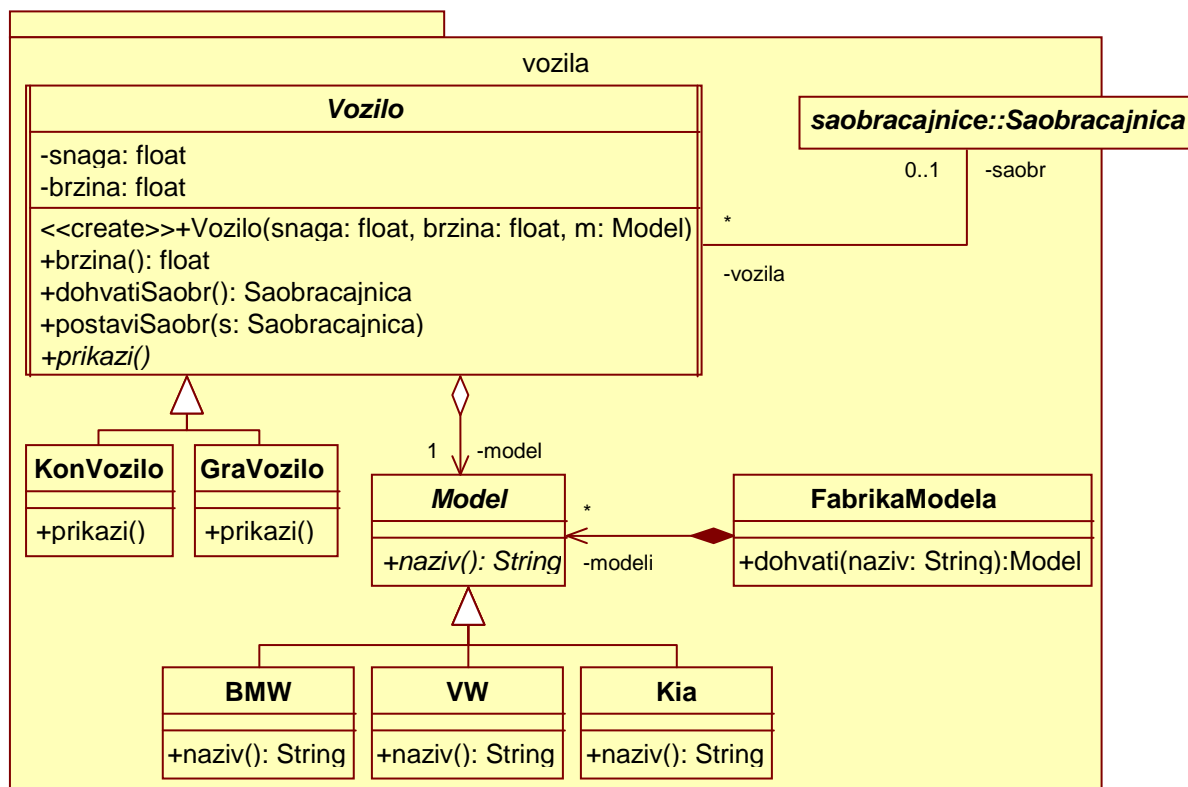 vozila
Vozilo
-snaga: float
-brzina: float
<<create>>+Vozilo(snaga: float, brzina: float, m: Model)
+brzina(): float
+dohvatiSaobr(): Saobracajnica
+postaviSaobr(s: Saobracajnica)
+prikazi()
saobracajnice::Saobracajnica
0..1
-saobr
*
-vozila
KonVozilo
+prikazi()
GraVozilo
+prikazi()
1
-model
Model
+naziv(): String
*
-modeli
FabrikaModela
+dohvati(naziv: String):Model
BMW
+naziv(): String
VW
+naziv(): String
Kia
+naziv(): String